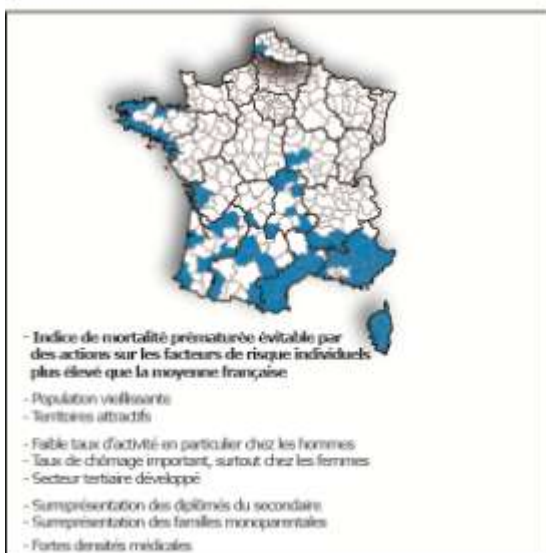 - Indice de mortalité prématurée évitable par
des actions sur les facteurs de risque individuels
plus élevé que la moyenne française
- Population vieillissante
- Territoires attractifs
- Faible taux d'activité en particulier chez les hommes
- Taux de chômage important, surtout chez les femmes
- Secteur tertiaire développé
- Surreprésentation des diplômés du secondaire
- Surreprésentation des familles monoparentales
- Fortes densités médicales